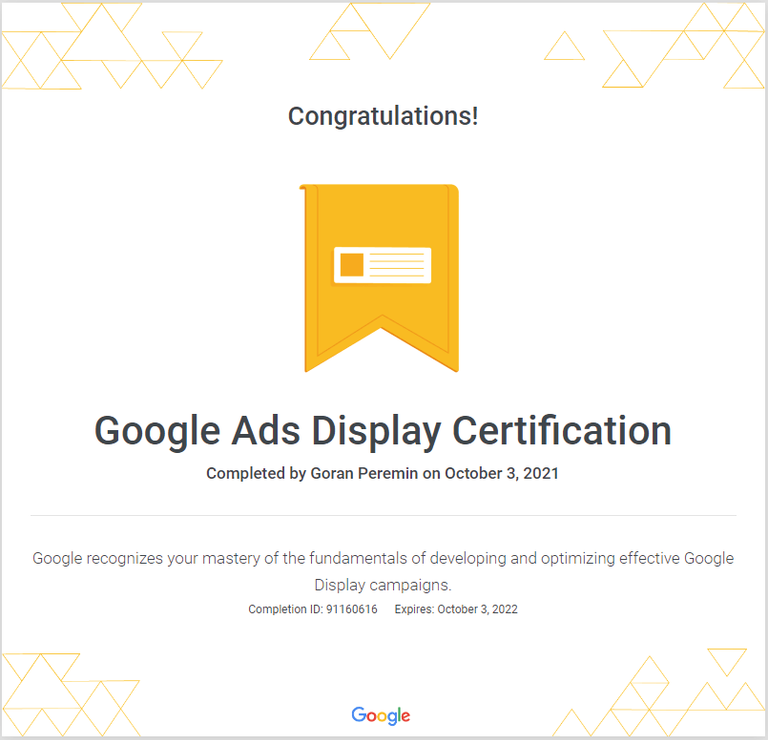 Congratulations!
Google Ads Display Certification
Completed by Goran Peremin on October 3, 2021
Google recognizes your mastery of the fundamentals of developing and optimizing effective Google
Display campaigns.
Completion ID: 91160616 Expires: October 3, 2022
Google